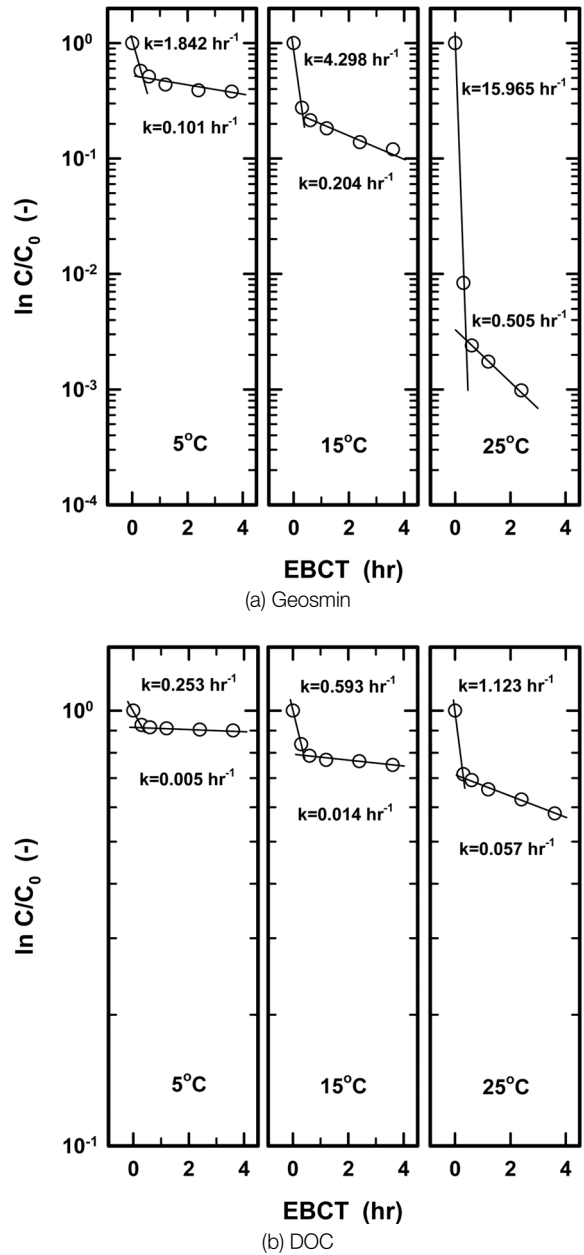 10⁰
10⁻¹
10⁻²
10⁻³
10⁻⁴
ln C/C₀ (-)
k=1.842 hr⁻¹
k=0.101 hr⁻¹
5°C
k=4.298 hr⁻¹
k=0.204 hr⁻¹
15°C
k=15.965 hr⁻¹
k=0.505 hr⁻¹
25°C
0 2 4 0 2 4 0 2 4
EBCT (hr)
(a) Geosmin
10⁰
10⁻¹
ln C/C₀ (-)
k=0.253 hr⁻¹
k=0.005 hr⁻¹
5°C
k=0.593 hr⁻¹
k=0.014 hr⁻¹
15°C
k=1.123 hr⁻¹
k=0.057 hr⁻¹
25°C
0 2 4 0 2 4 0 2 4
EBCT (hr)
(b) DOC